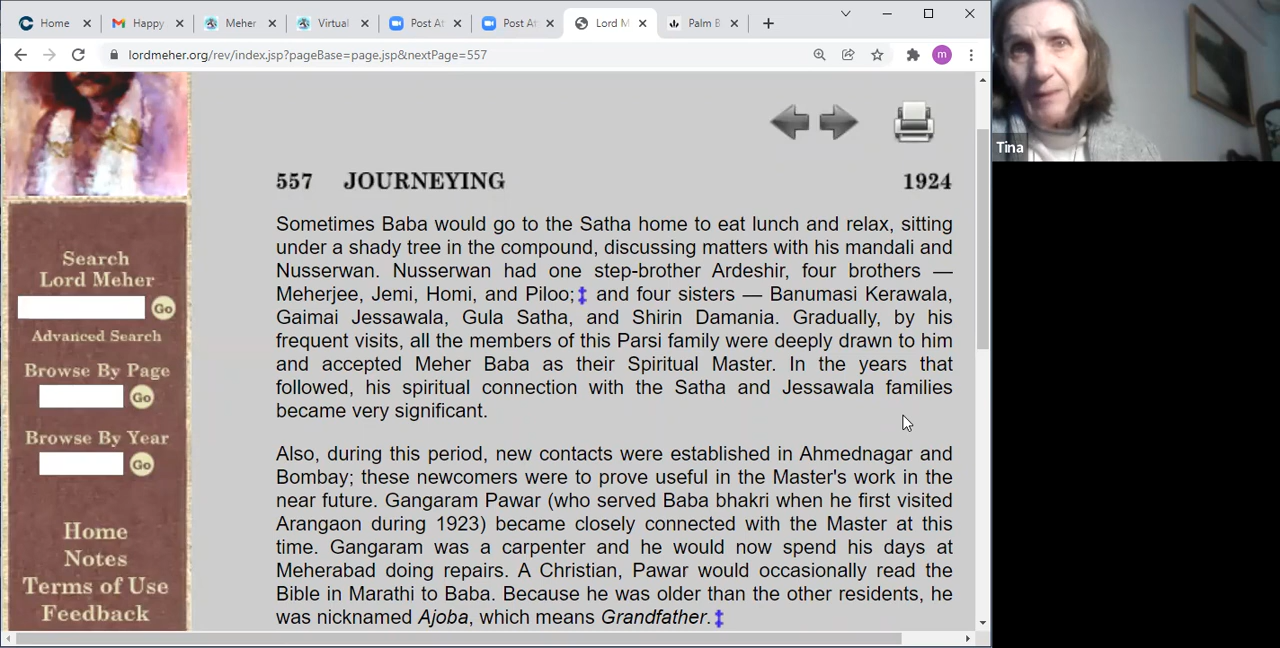 Home
Happy
Meher
Virtual
Post At
Post At
Lord M
Palm B
lordmeher.org/rev/index.jsp?pageBase=page.jsp&nextPage=557
m
Tina
Search
Lord Meher
Go
Advanced Search
Browse By Page
Go
Browse By Year
Go
Home
Notes
Terms of Use
Feedback
557 JOURNEYING 1924
Sometimes Baba would go to the Satha home to eat lunch and relax, sitting
under a shady tree in the compound, discussing matters with his mandali and
Nusserwan. Nusserwan had one step-brother Ardeshir, four brothers —
Meherjee, Jemi, Homi, and Piloo;‡ and four sisters — Banumasi Kerawala,
Gaimai Jessawala, Gula Satha, and Shirin Damania. Gradually, by his
frequent visits, all the members of this Parsi family were deeply drawn to him
and accepted Meher Baba as their Spiritual Master. In the years that
followed, his spiritual connection with the Satha and Jessawala families
became very significant.
Also, during this period, new contacts were established in Ahmednagar and
Bombay; these newcomers were to prove useful in the Master's work in the
near future. Gangaram Pawar (who served Baba bhakri when he first visited
Arangaon during 1923) became closely connected with the Master at this
time. Gangaram was a carpenter and he would now spend his days at
Meherabad doing repairs. A Christian, Pawar would occasionally read the
Bible in Marathi to Baba. Because he was older than the other residents, he
was nicknamed Ajoba, which means Grandfather.‡